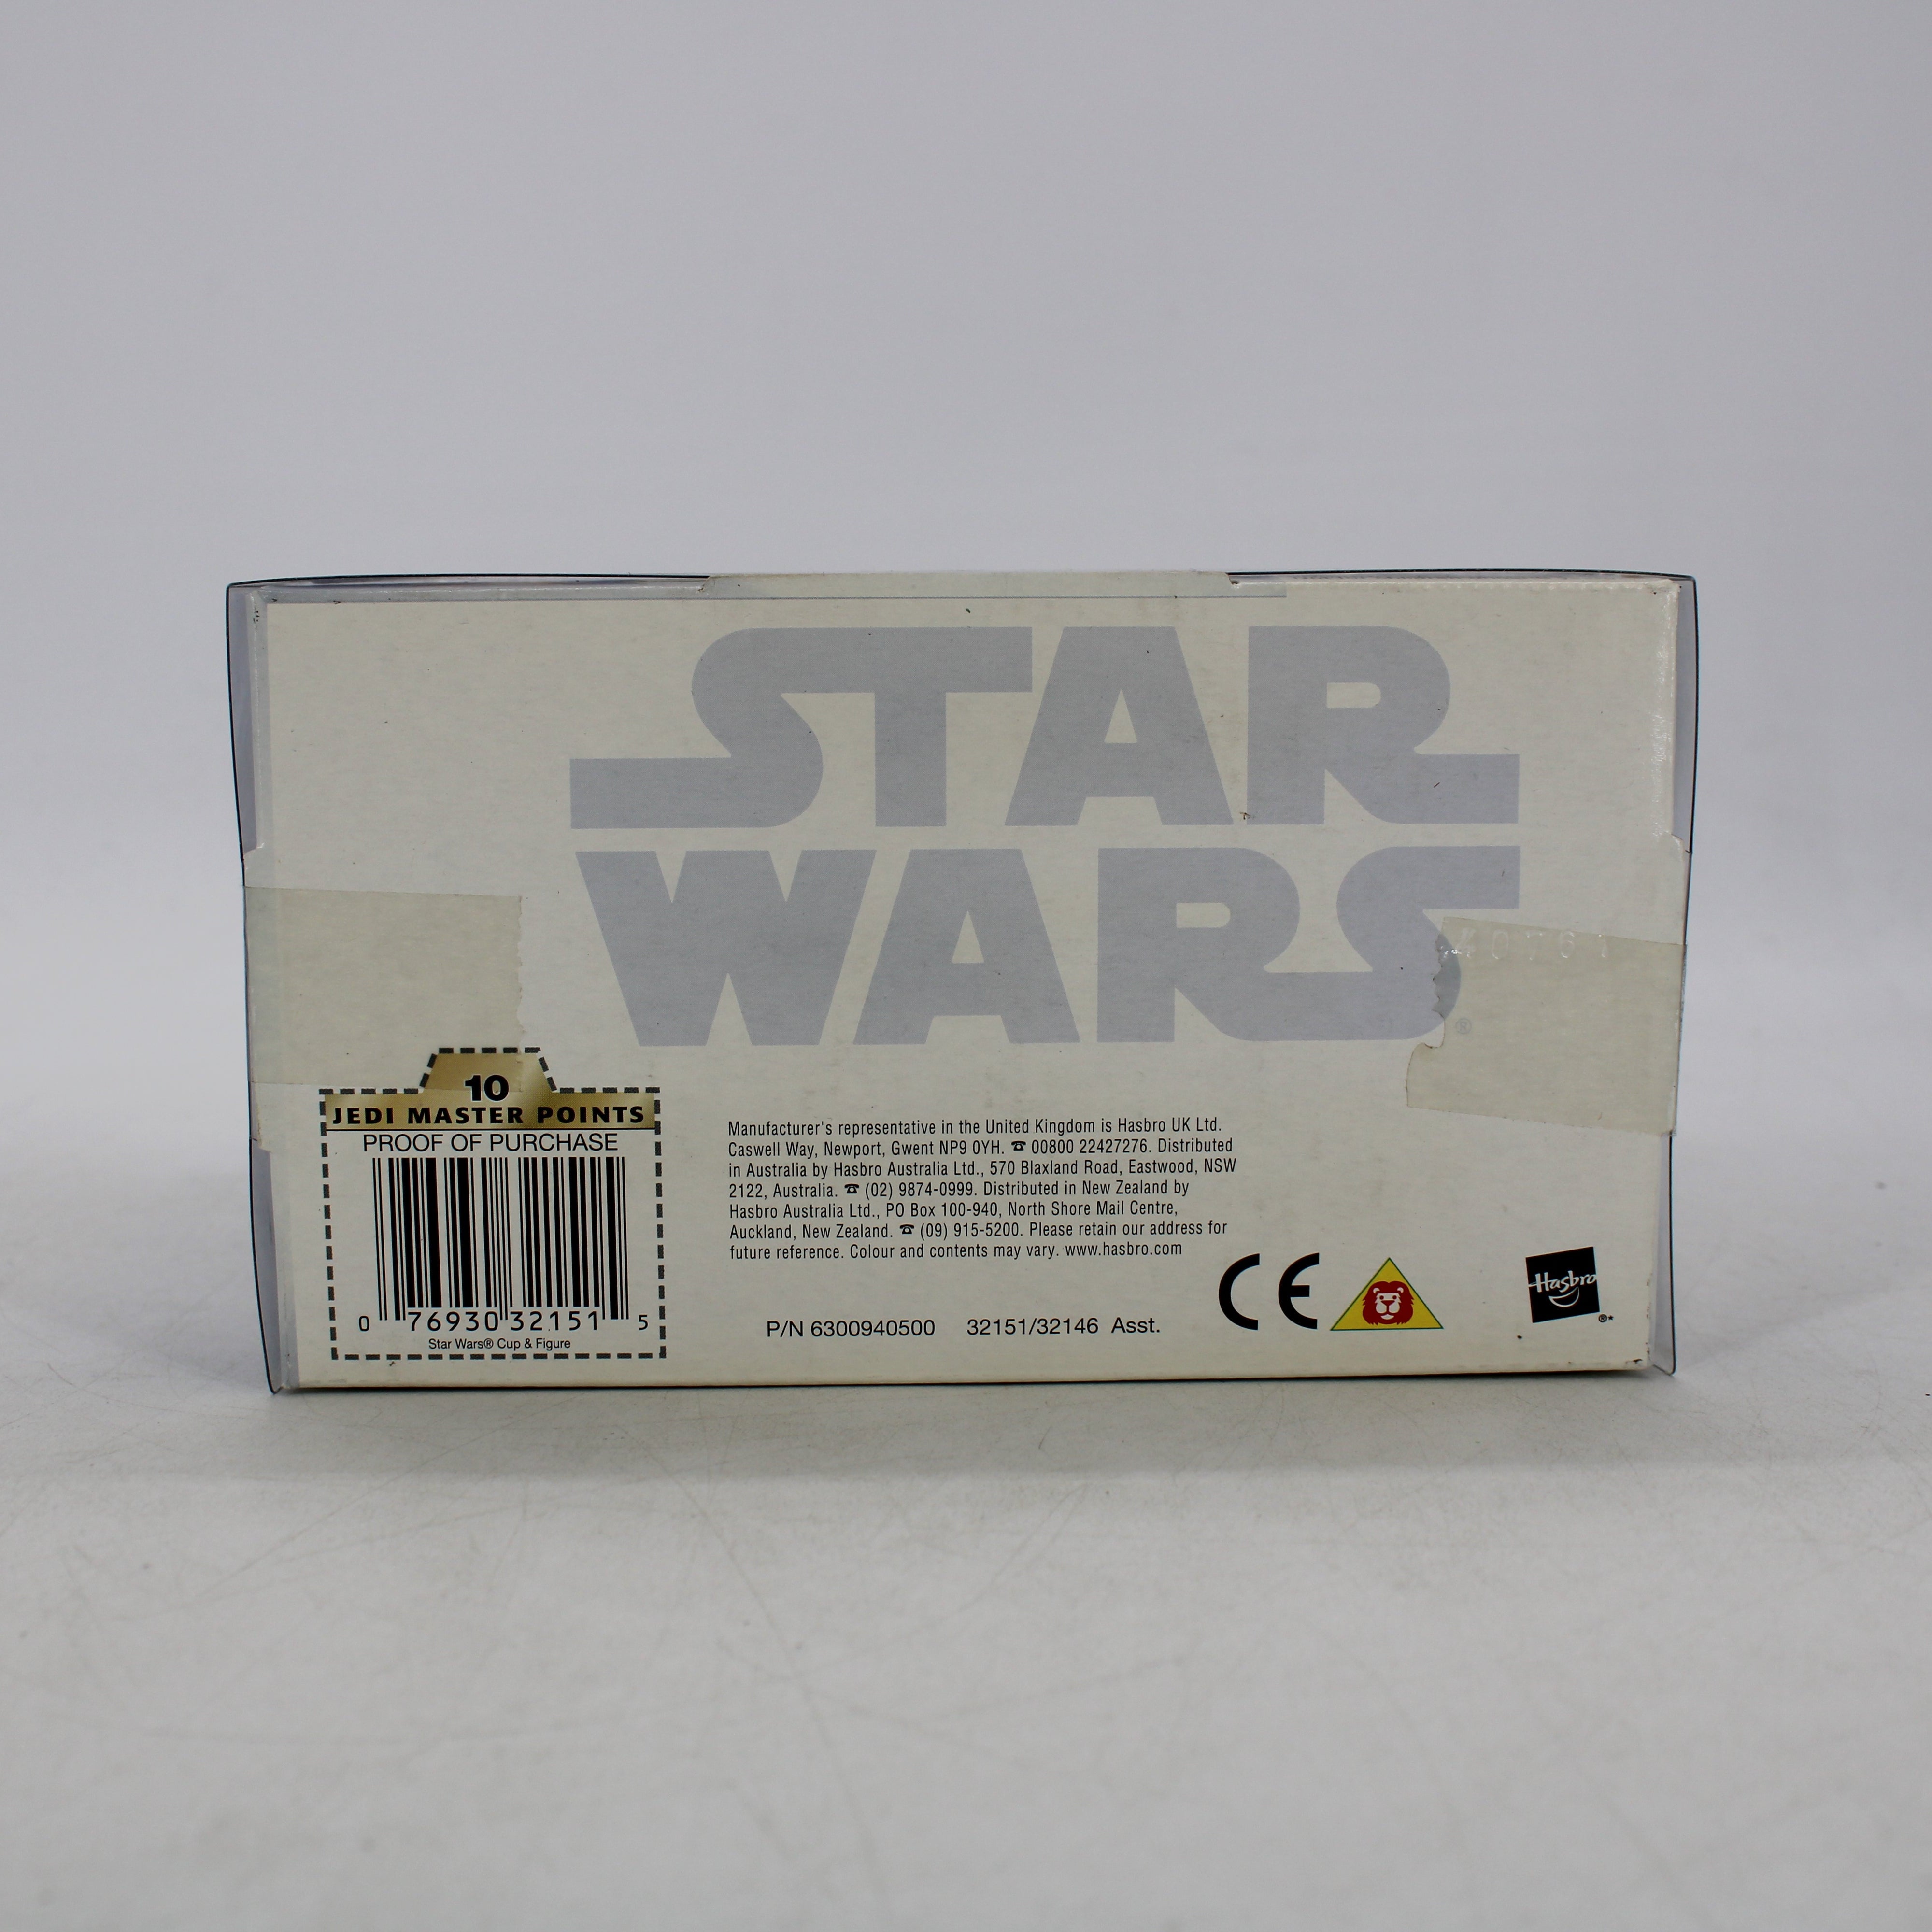 STAR
WARS®
40761
10
JEDI MASTER POINTS
PROOF OF PURCHASE
0 76930 32151 5
Star Wars® Cup & Figure
Manufacturer's representative in the United Kingdom is Hasbro UK Ltd.
Caswell Way, Newport, Gwent NP9 0YH. ☎ 00800 22427276. Distributed
in Australia by Hasbro Australia Ltd., 570 Blaxland Road, Eastwood, NSW
2122, Australia. ☎ (02) 9874-0999. Distributed in New Zealand by
Hasbro Australia Ltd., PO Box 100-940, North Shore Mail Centre,
Auckland, New Zealand. ☎ (09) 915-5200. Please retain our address for
future reference. Colour and contents may vary. www.hasbro.com
P/N 6300940500 32151/32146 Asst.
CE
Hasbro
®*